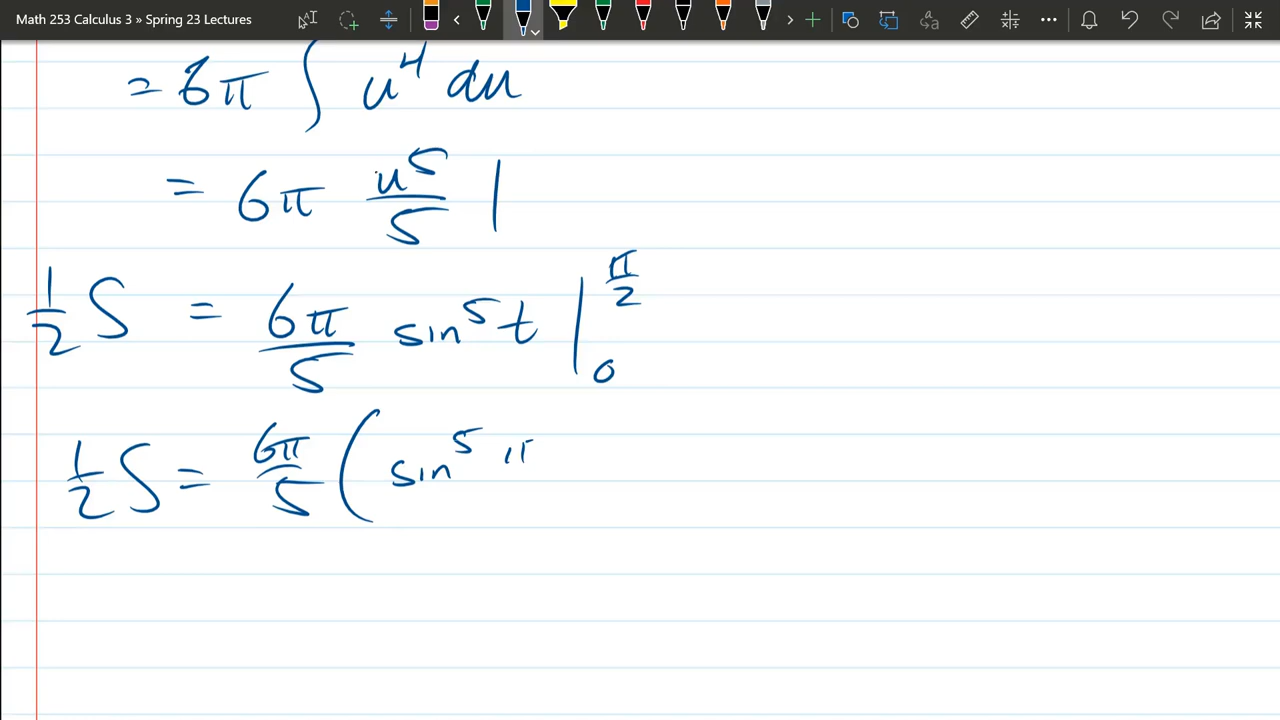 Math 253 Calculus 3 » Spring 23 Lectures
= 6π ∫ u⁴ du
= 6π u⁵/5 |
½ S = 6π/5 sin⁵ t |₀^(π/2)
½ S = 6π/5 ( sin⁵ π